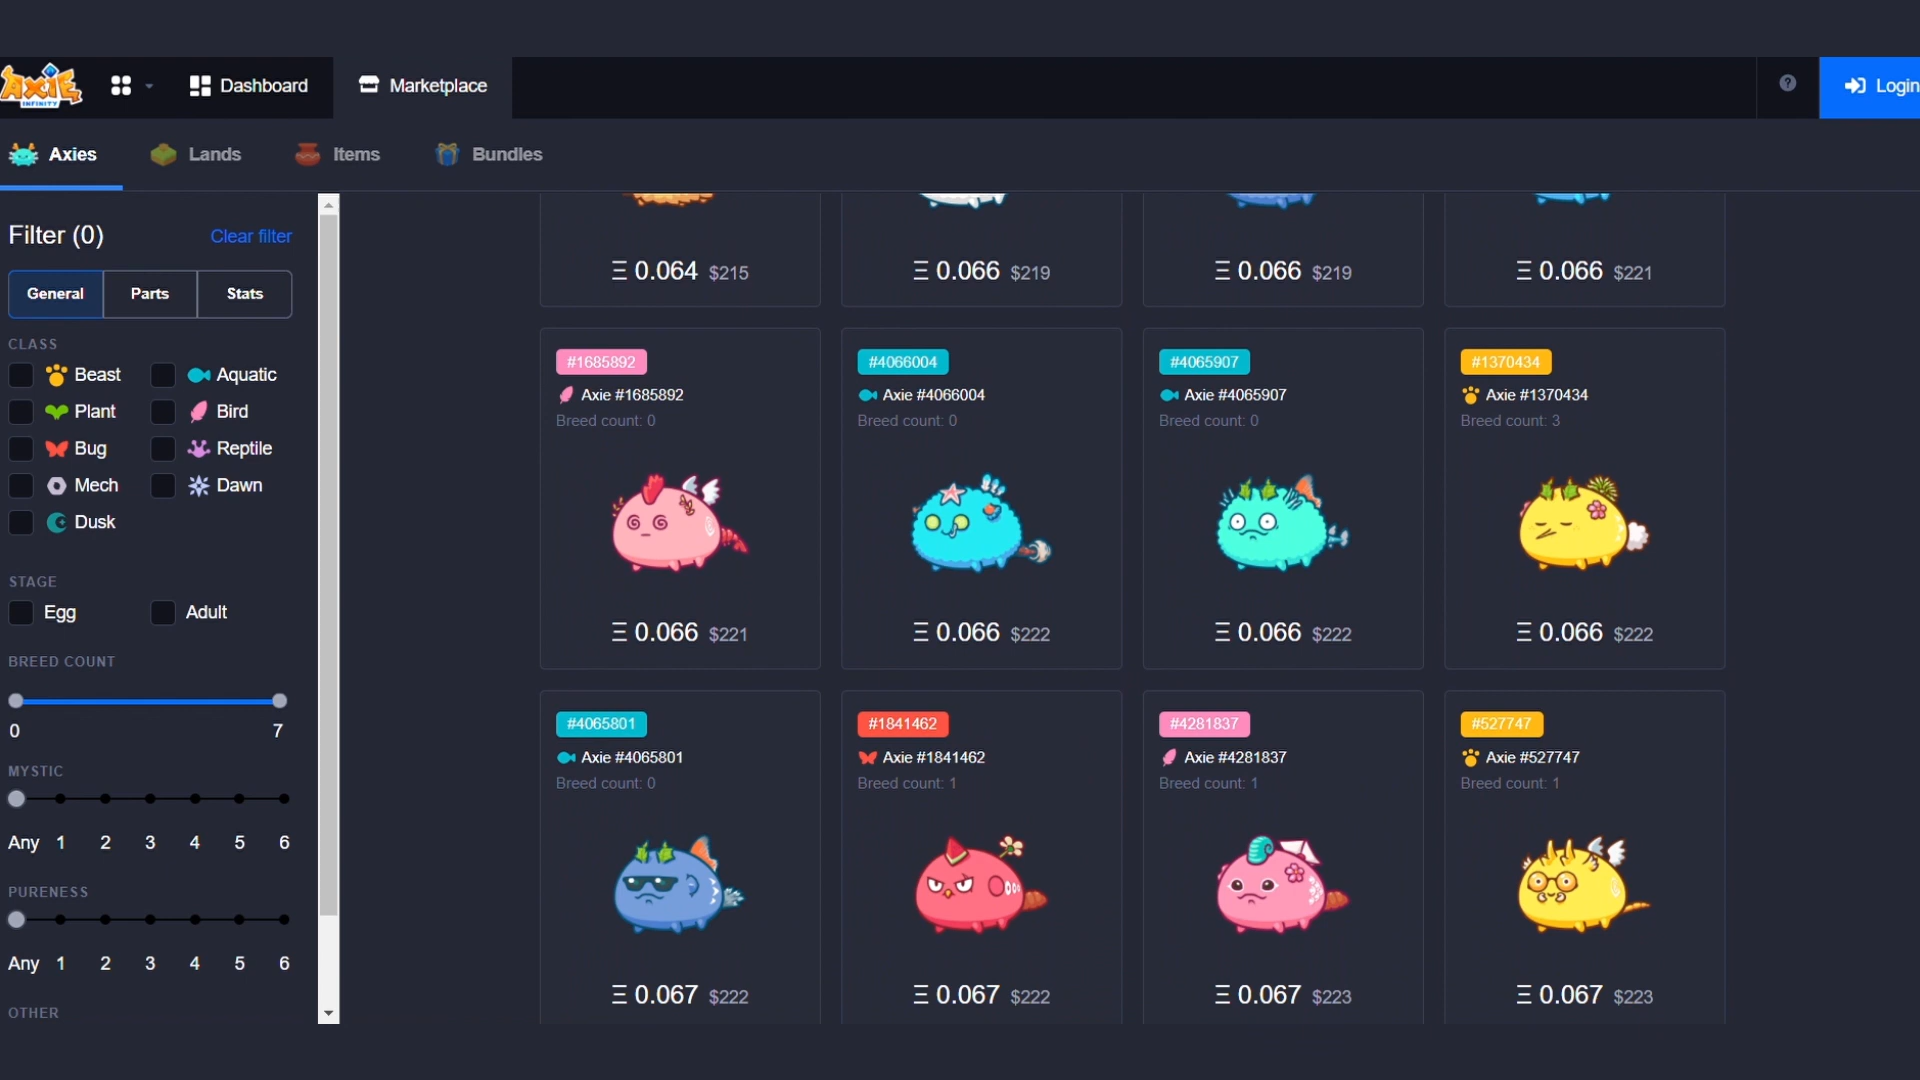 AXIE
INFINITY
Dashboard
Marketplace
?
Login
Axies
Lands
Items
Bundles
Filter (0)
Clear filter
General
Parts
Stats
CLASS
Beast
Aquatic
Plant
Bird
Bug
Reptile
Mech
Dawn
Dusk
STAGE
Egg
Adult
BREED COUNT
0
7
MYSTIC
Any 1 2 3 4 5 6
PURENESS
Any 1 2 3 4 5 6
OTHER
Ξ 0.064 $215
Ξ 0.066 $219
Ξ 0.066 $219
Ξ 0.066 $221
#1685892
Axie #1685892
Breed count: 0
Ξ 0.066 $221
#4066004
Axie #4066004
Breed count: 0
Ξ 0.066 $222
#4065907
Axie #4065907
Breed count: 0
Ξ 0.066 $222
#1370434
Axie #1370434
Breed count: 3
Ξ 0.066 $222
#4065801
Axie #4065801
Breed count: 0
Ξ 0.067 $222
#1841462
Axie #1841462
Breed count: 1
Ξ 0.067 $222
#4281837
Axie #4281837
Breed count: 1
Ξ 0.067 $223
#527747
Axie #527747
Breed count: 1
Ξ 0.067 $223